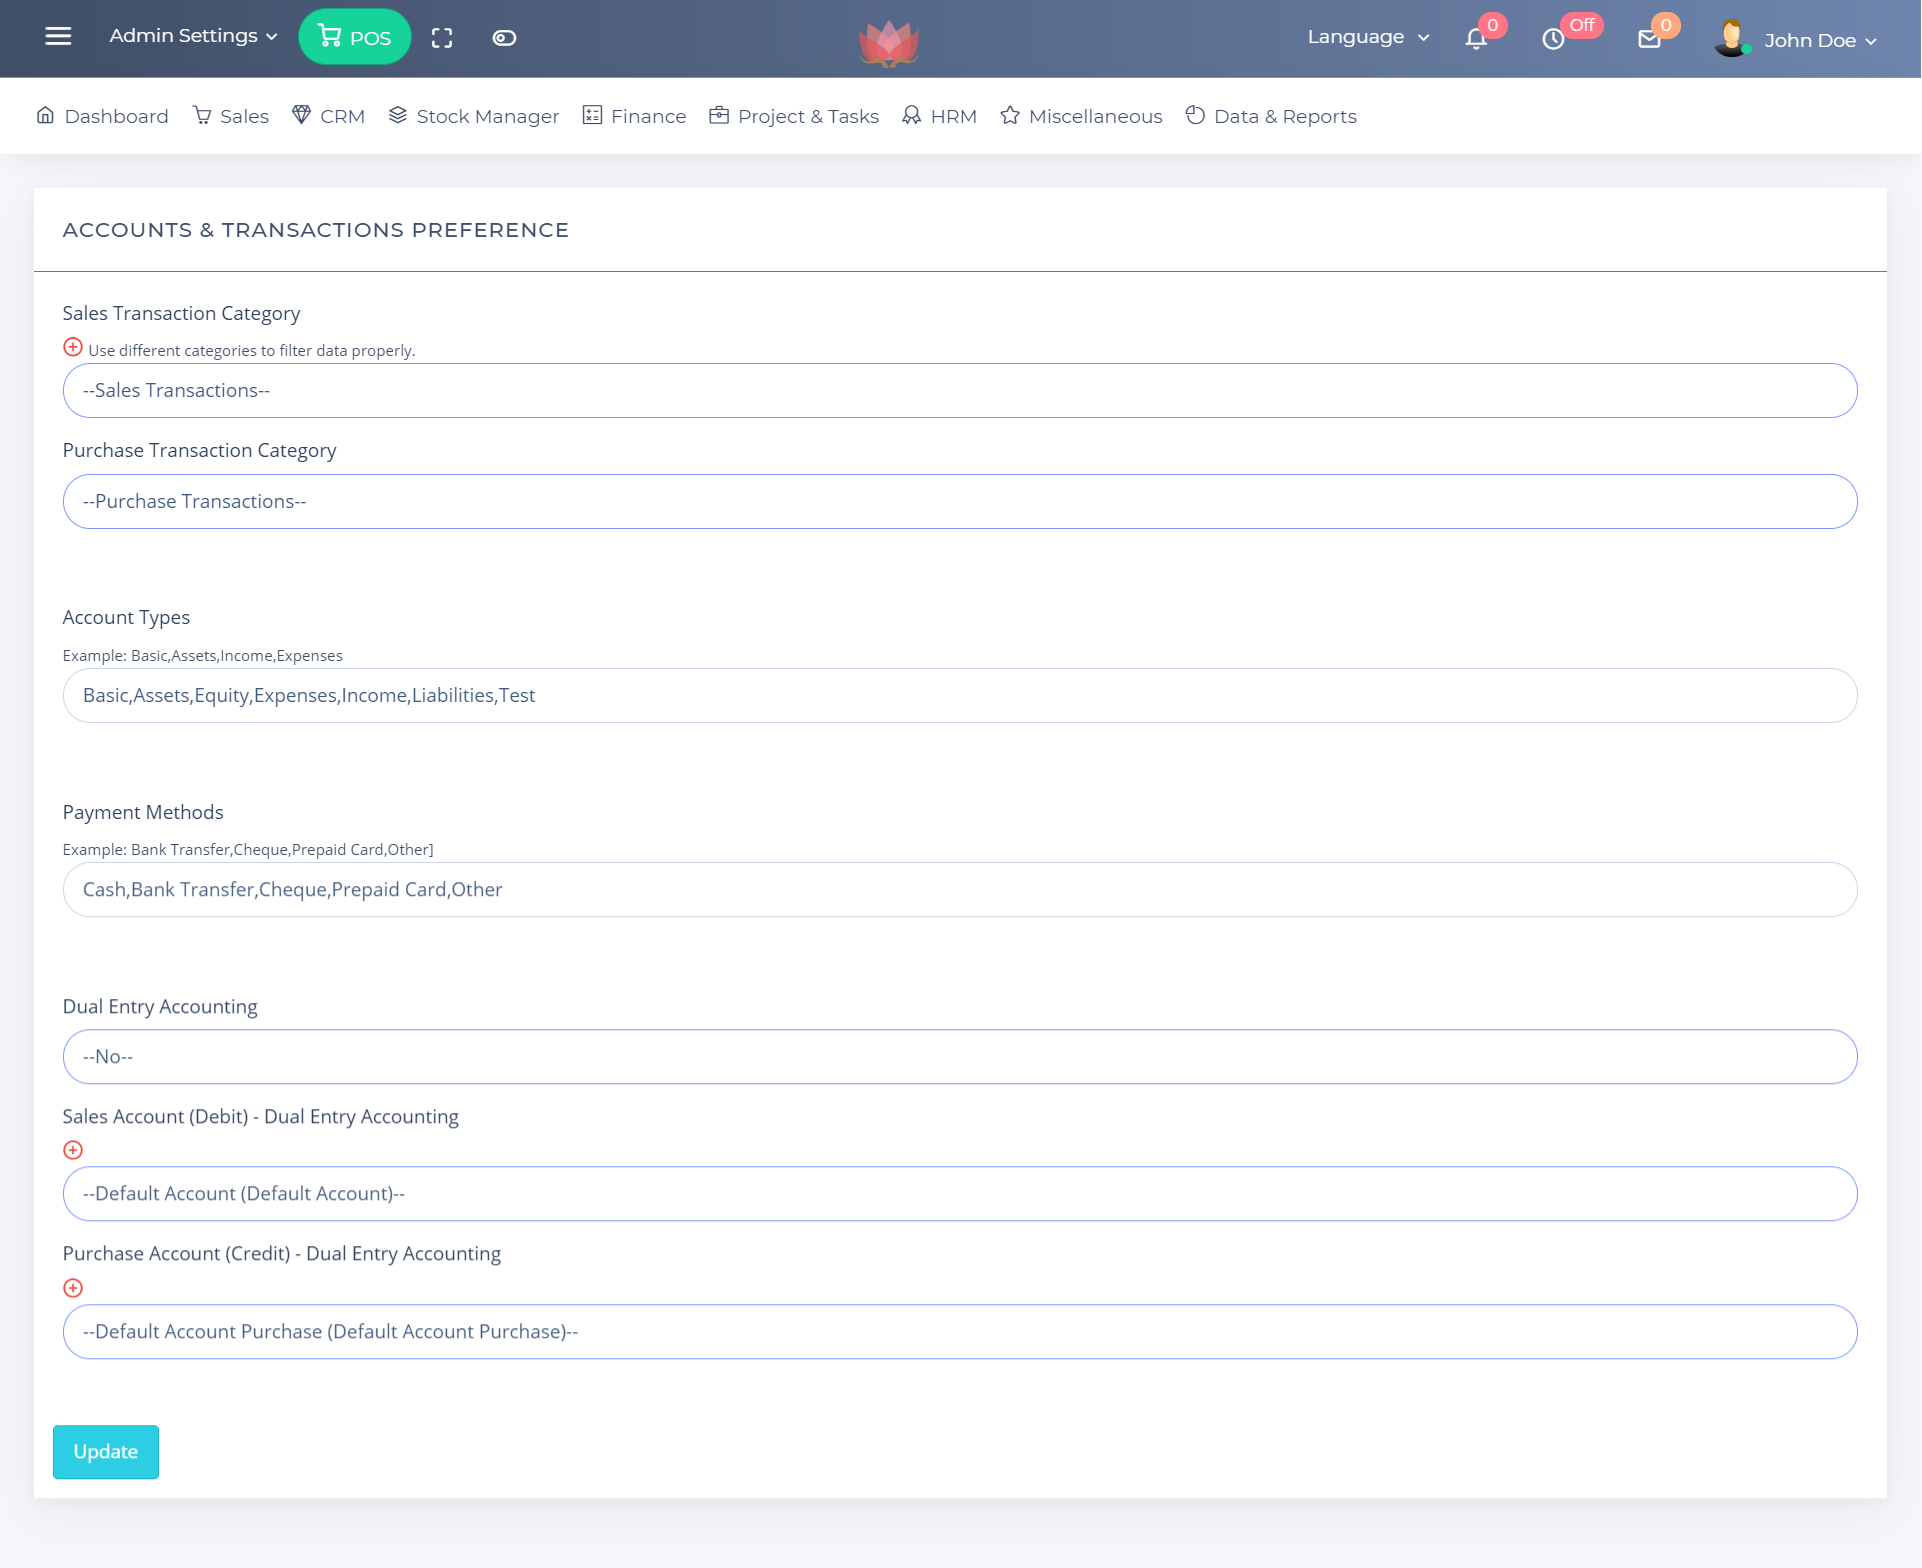 Admin Settings
POS
Language
0
Off
0
John Doe
Dashboard
Sales
CRM
Stock Manager
Finance
Project & Tasks
HRM
Miscellaneous
Data & Reports
ACCOUNTS & TRANSACTIONS PREFERENCE
Sales Transaction Category
Use different categories to filter data properly.
--Sales Transactions--
Purchase Transaction Category
--Purchase Transactions--
Account Types
Example: Basic,Assets,Income,Expenses
Basic,Assets,Equity,Expenses,Income,Liabilities,Test
Payment Methods
Example: Bank Transfer,Cheque,Prepaid Card,Other]
Cash,Bank Transfer,Cheque,Prepaid Card,Other
Dual Entry Accounting
--No--
Sales Account (Debit) - Dual Entry Accounting
--Default Account (Default Account)--
Purchase Account (Credit) - Dual Entry Accounting
--Default Account Purchase (Default Account Purchase)--
Update